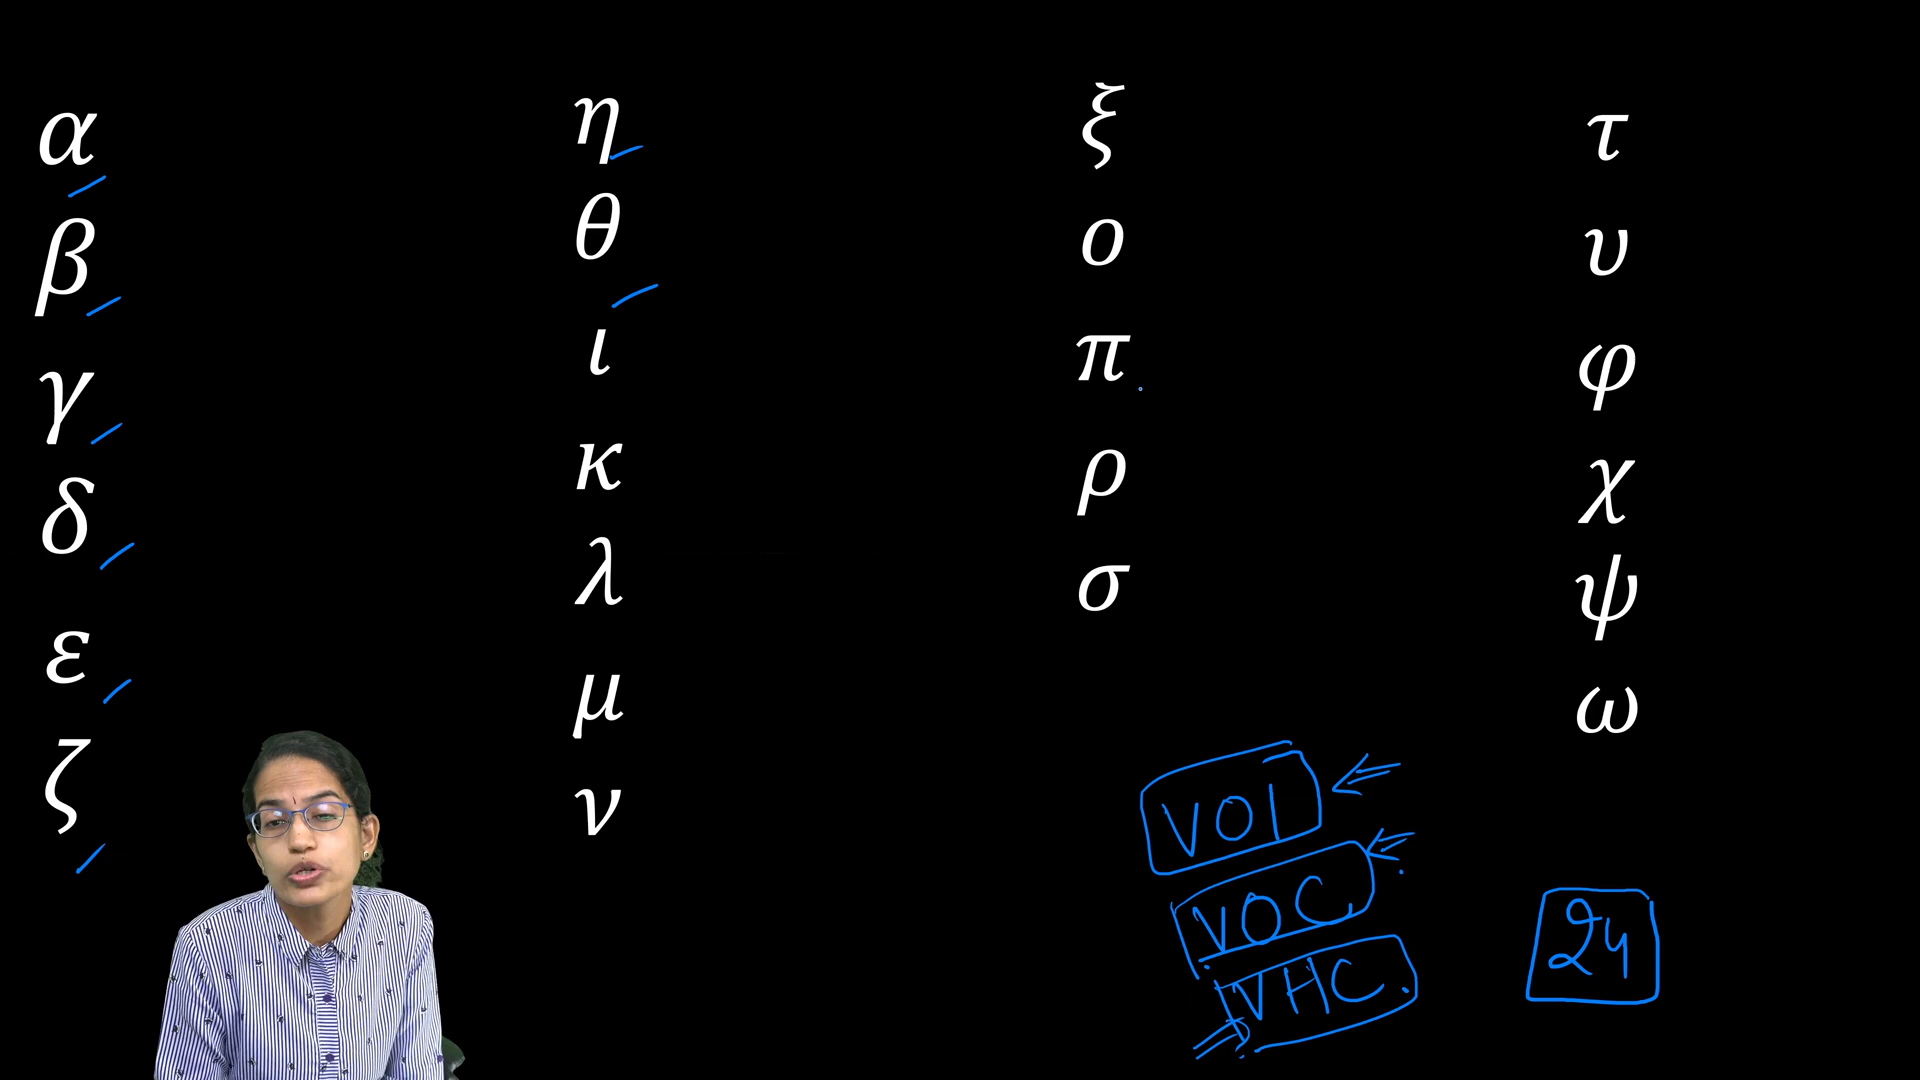 α
β
γ
δ
ε
ζ
η
θ
ι
κ
λ
μ
ν
ξ
ο
π
ρ
σ
τ
υ
φ
χ
ψ
ω
VOI
VOC
VHC.
24